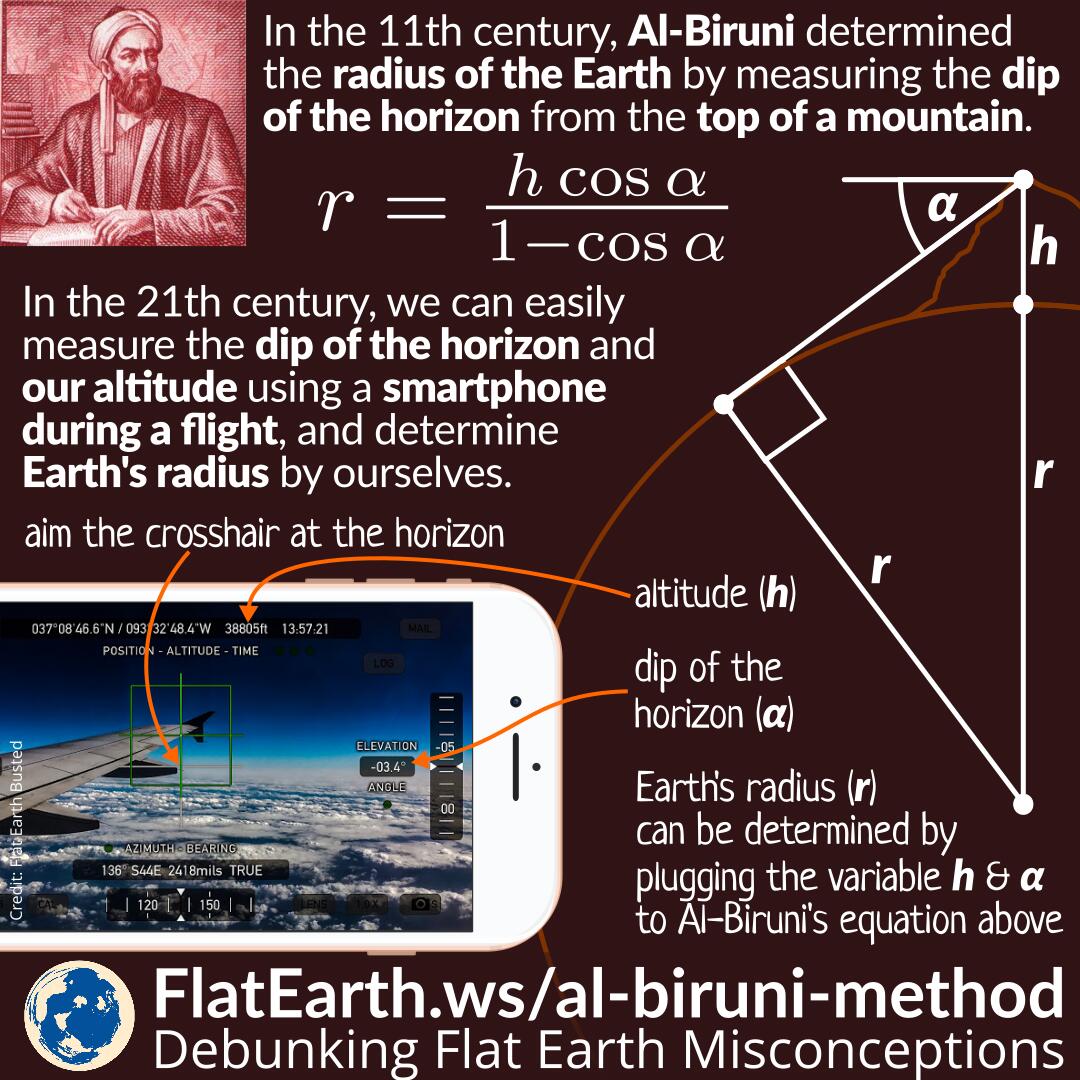 In the 11th century, Al-Biruni determined
the radius of the Earth by measuring the dip
of the horizon from the top of a mountain.
r = h cos α / 1−cos α
α
h
r
r
In the 21th century, we can easily
measure the dip of the horizon and
our altitude using a smartphone
during a flight, and determine
Earth's radius by ourselves.
aim the crosshair at the horizon
altitude (h)
dip of the
horizon (α)
Earth's radius (r)
can be determined by
plugging the variable h & α
to Al-Biruni's equation above
037°08'46.6"N / 093°32'48.4"W 38805ft 13:57:21
MAIL
POSITION - ALTITUDE - TIME
LOG
ELEVATION
-03.4°
ANGLE
-05
00
AZIMUTH - BEARING
136° S44E 2418mils TRUE
CAL
120 150
LENS
1.0X
S
Credit: Flat Earth Busted
FlatEarth.ws/al-biruni-method
Debunking Flat Earth Misconceptions